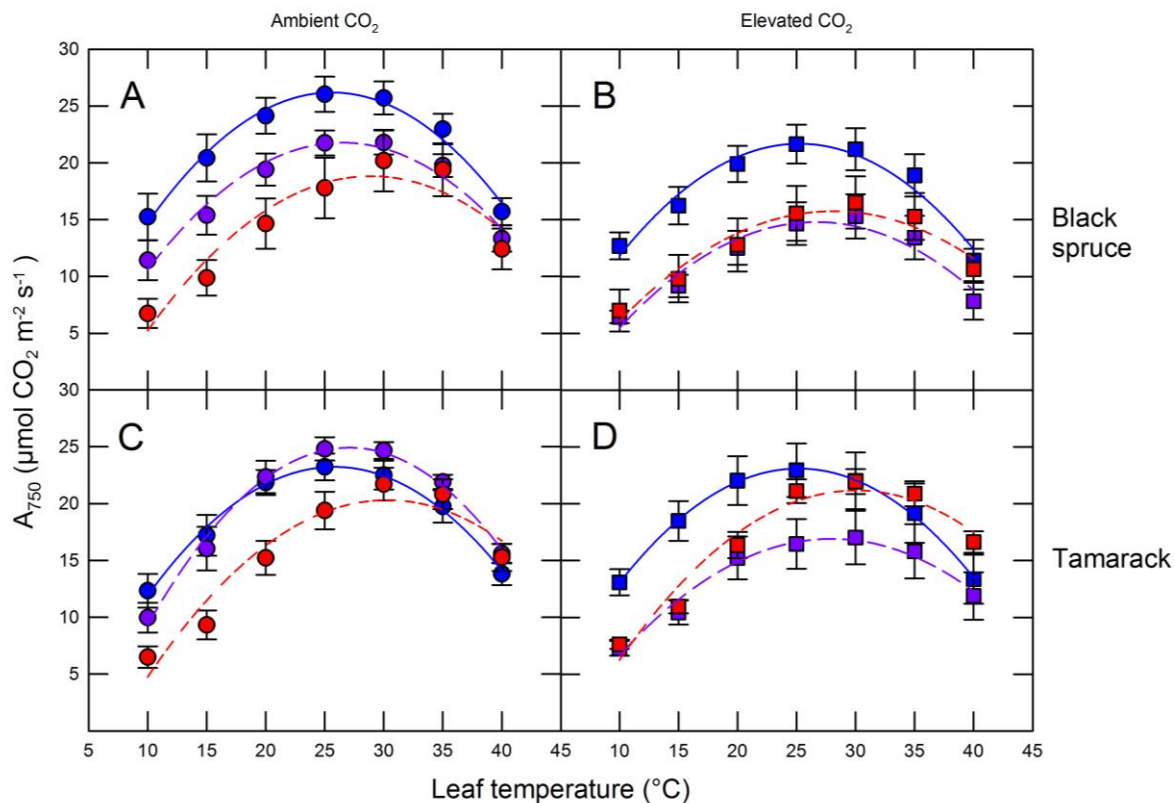 Ambient CO₂
Elevated CO₂
30
25
20
15
10
5
A
B
Black
spruce
30
25
20
15
10
5
C
D
Tamarack
A₇₅₀ (µmol CO₂ m⁻² s⁻¹)
5 10 15 20 25 30 35 40 45 10 15 20 25 30 35 40 45
Leaf temperature (°C)